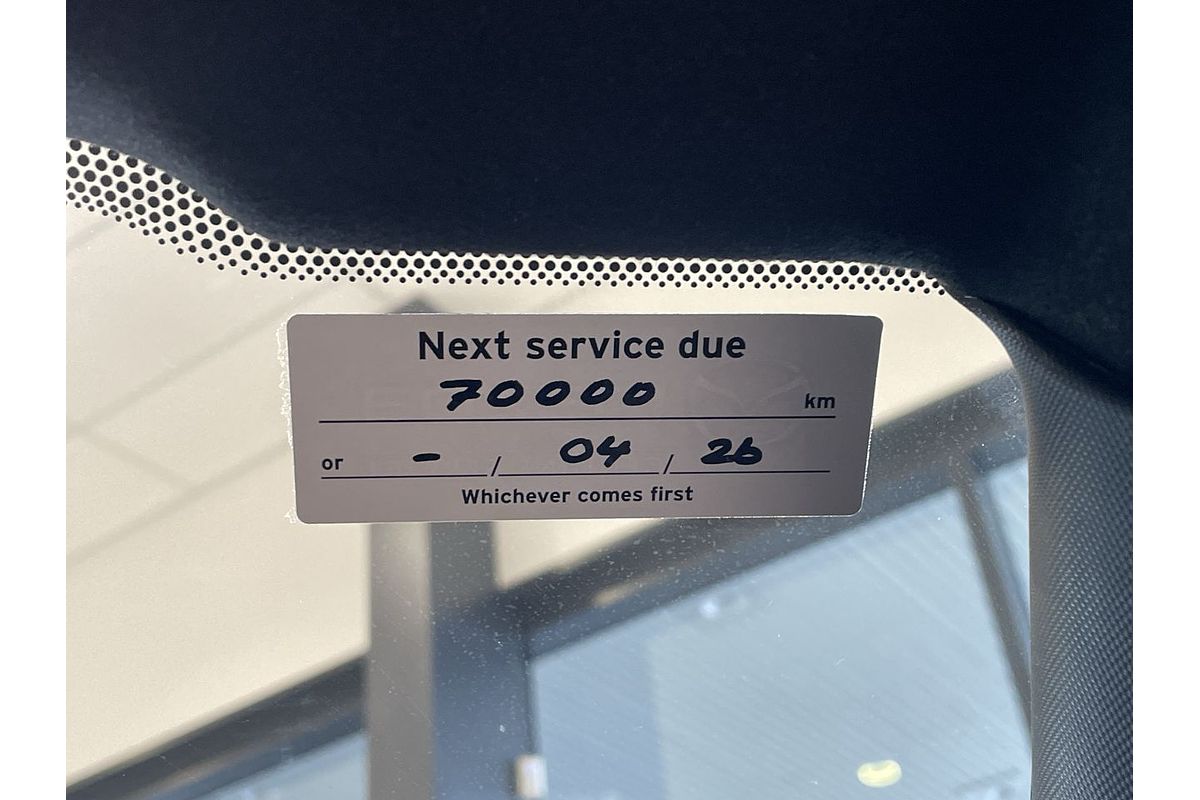 Next service due
70000 km
or - / 04 / 26
Whichever comes first